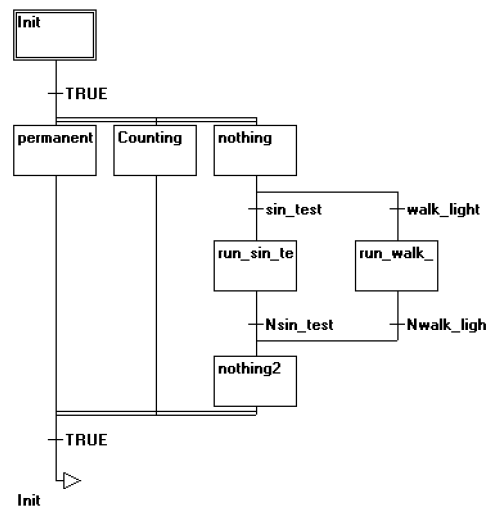 Init
TRUE
permanent Counting nothing
sin_test walk_light
run_sin_te run_walk_
Nsin_test Nwalk_ligh
nothing2
TRUE
Init